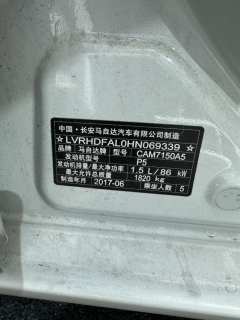 中国·长安马自达汽车有限公司制造
★LVRHDFAL0HN069339★
品牌 马自达牌 型号 CAM7150A5
发动机型号 P5
发动机排量/最大净功率 1.5 L/ 86 kW
最大允许总质量 1820 kg
制造年月 2017-06 乘坐人数 5